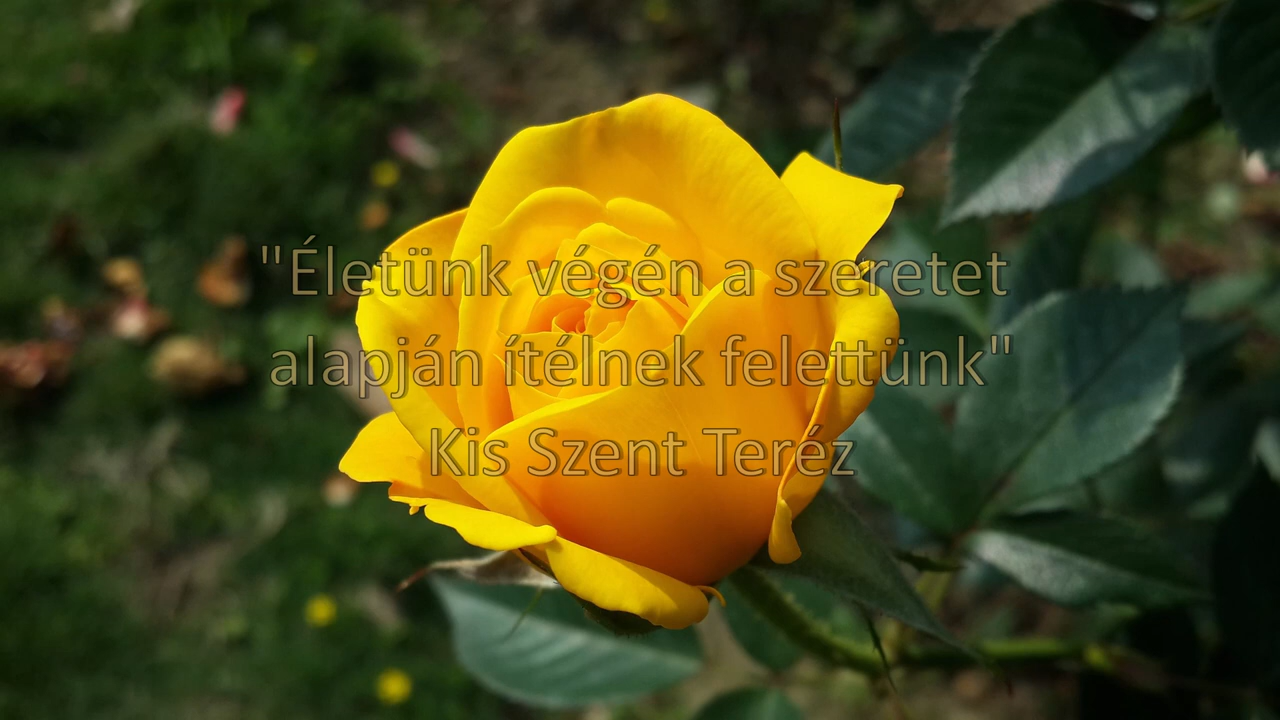 "Életünk végén a szeretet
alapján ítélnek felettünk"
Kis Szent Teréz